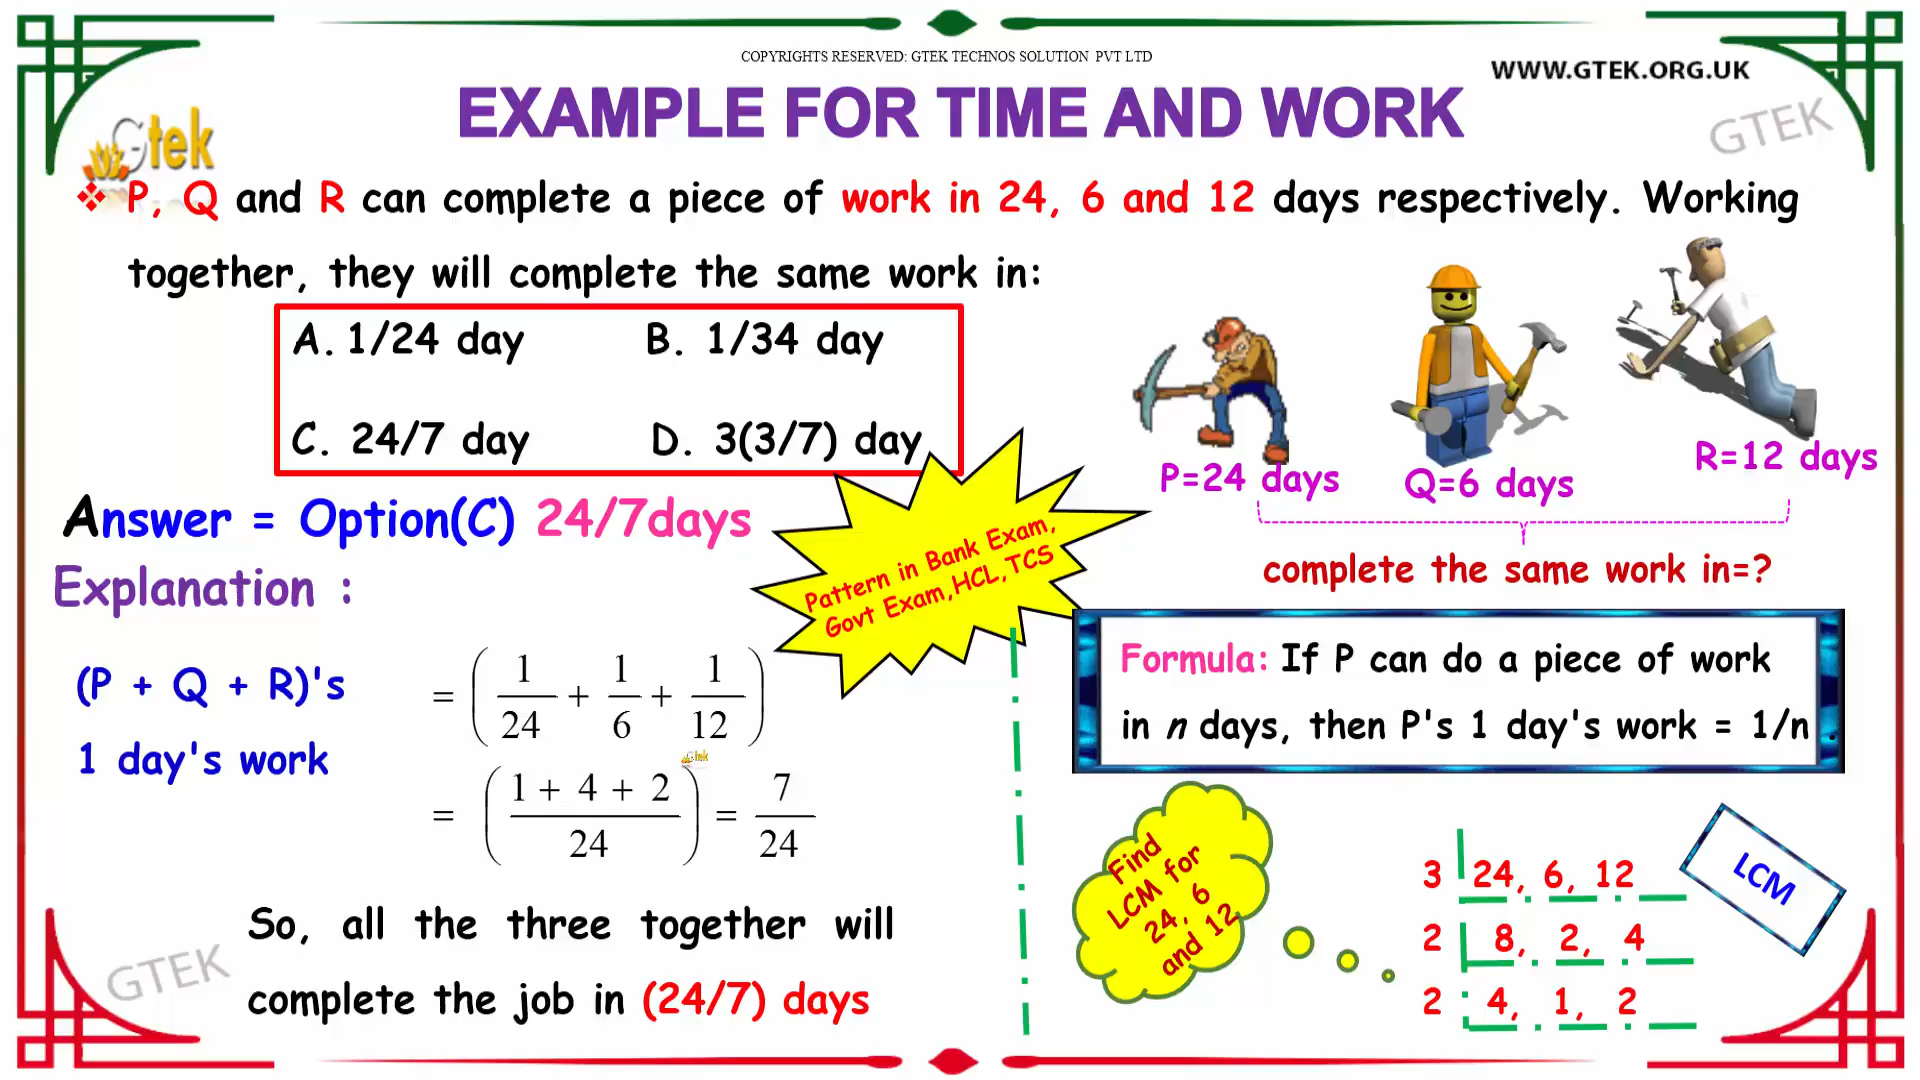 COPYRIGHTS RESERVED: GTEK TECHNOS SOLUTION PVT LTD
WWW.GTEK.ORG.UK
Gtek
GTEK
EXAMPLE FOR TIME AND WORK
❖ P, Q and R can complete a piece of work in 24, 6 and 12 days respectively. Working
together, they will complete the same work in:
A. 1/24 day B. 1/34 day
C. 24/7 day D. 3(3/7) day
P=24 days
Q=6 days
R=12 days
complete the same work in=?
Answer = Option(C) 24/7days
Pattern in Bank Exam,
Govt Exam,HCL,TCS
Explanation :
(P + Q + R)'s
1 day's work
= (1/24 + 1/6 + 1/12)
tek
= ((1 + 4 + 2)/24) = 7/24
So, all the three together will
complete the job in (24/7) days
GTEK
Formula: If P can do a piece of work
in n days, then P's 1 day's work = 1/n .
Find
LCM for
24, 6
and 12
LCM
3 24, 6, 12
2 8, 2, 4
2 4, 1, 2